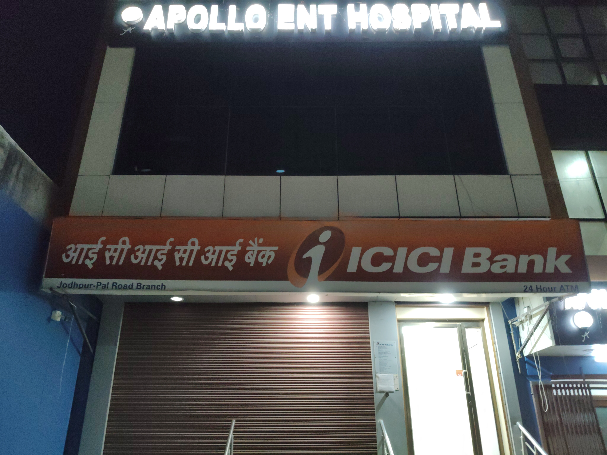 APOLLO ENT HOSPITAL
आई सी आई सी आई बैंक ICICI Bank
Jodhpur-Pal Road Branch 24 Hour ATM